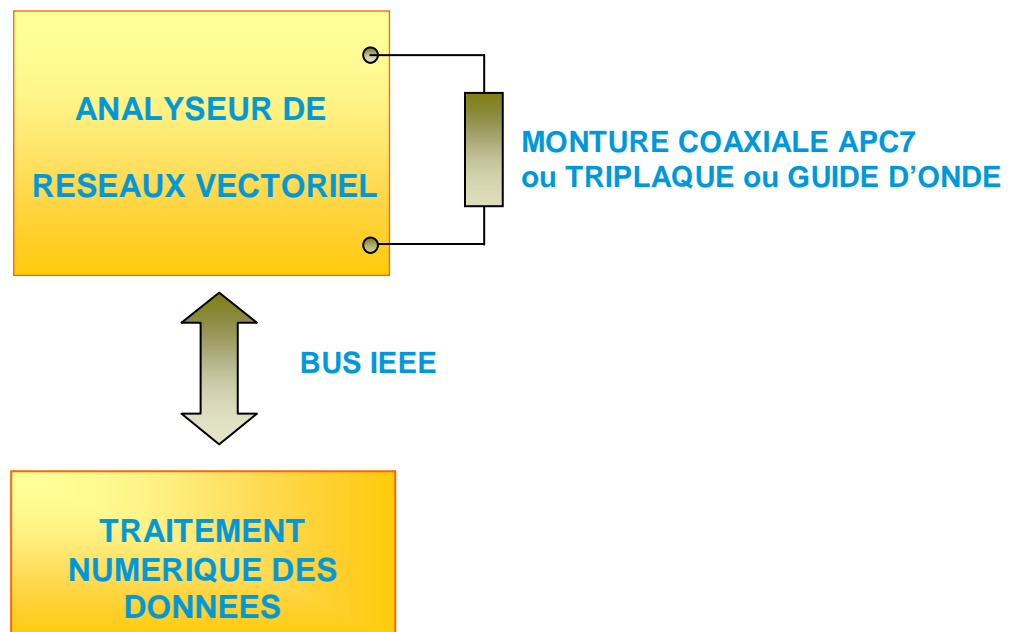 ANALYSEUR DE
RESEAUX VECTORIEL
MONTURE COAXIALE APC7
ou TRIPLAQUE ou GUIDE D'ONDE
BUS IEEE
TRAITEMENT
NUMERIQUE DES
DONNEES